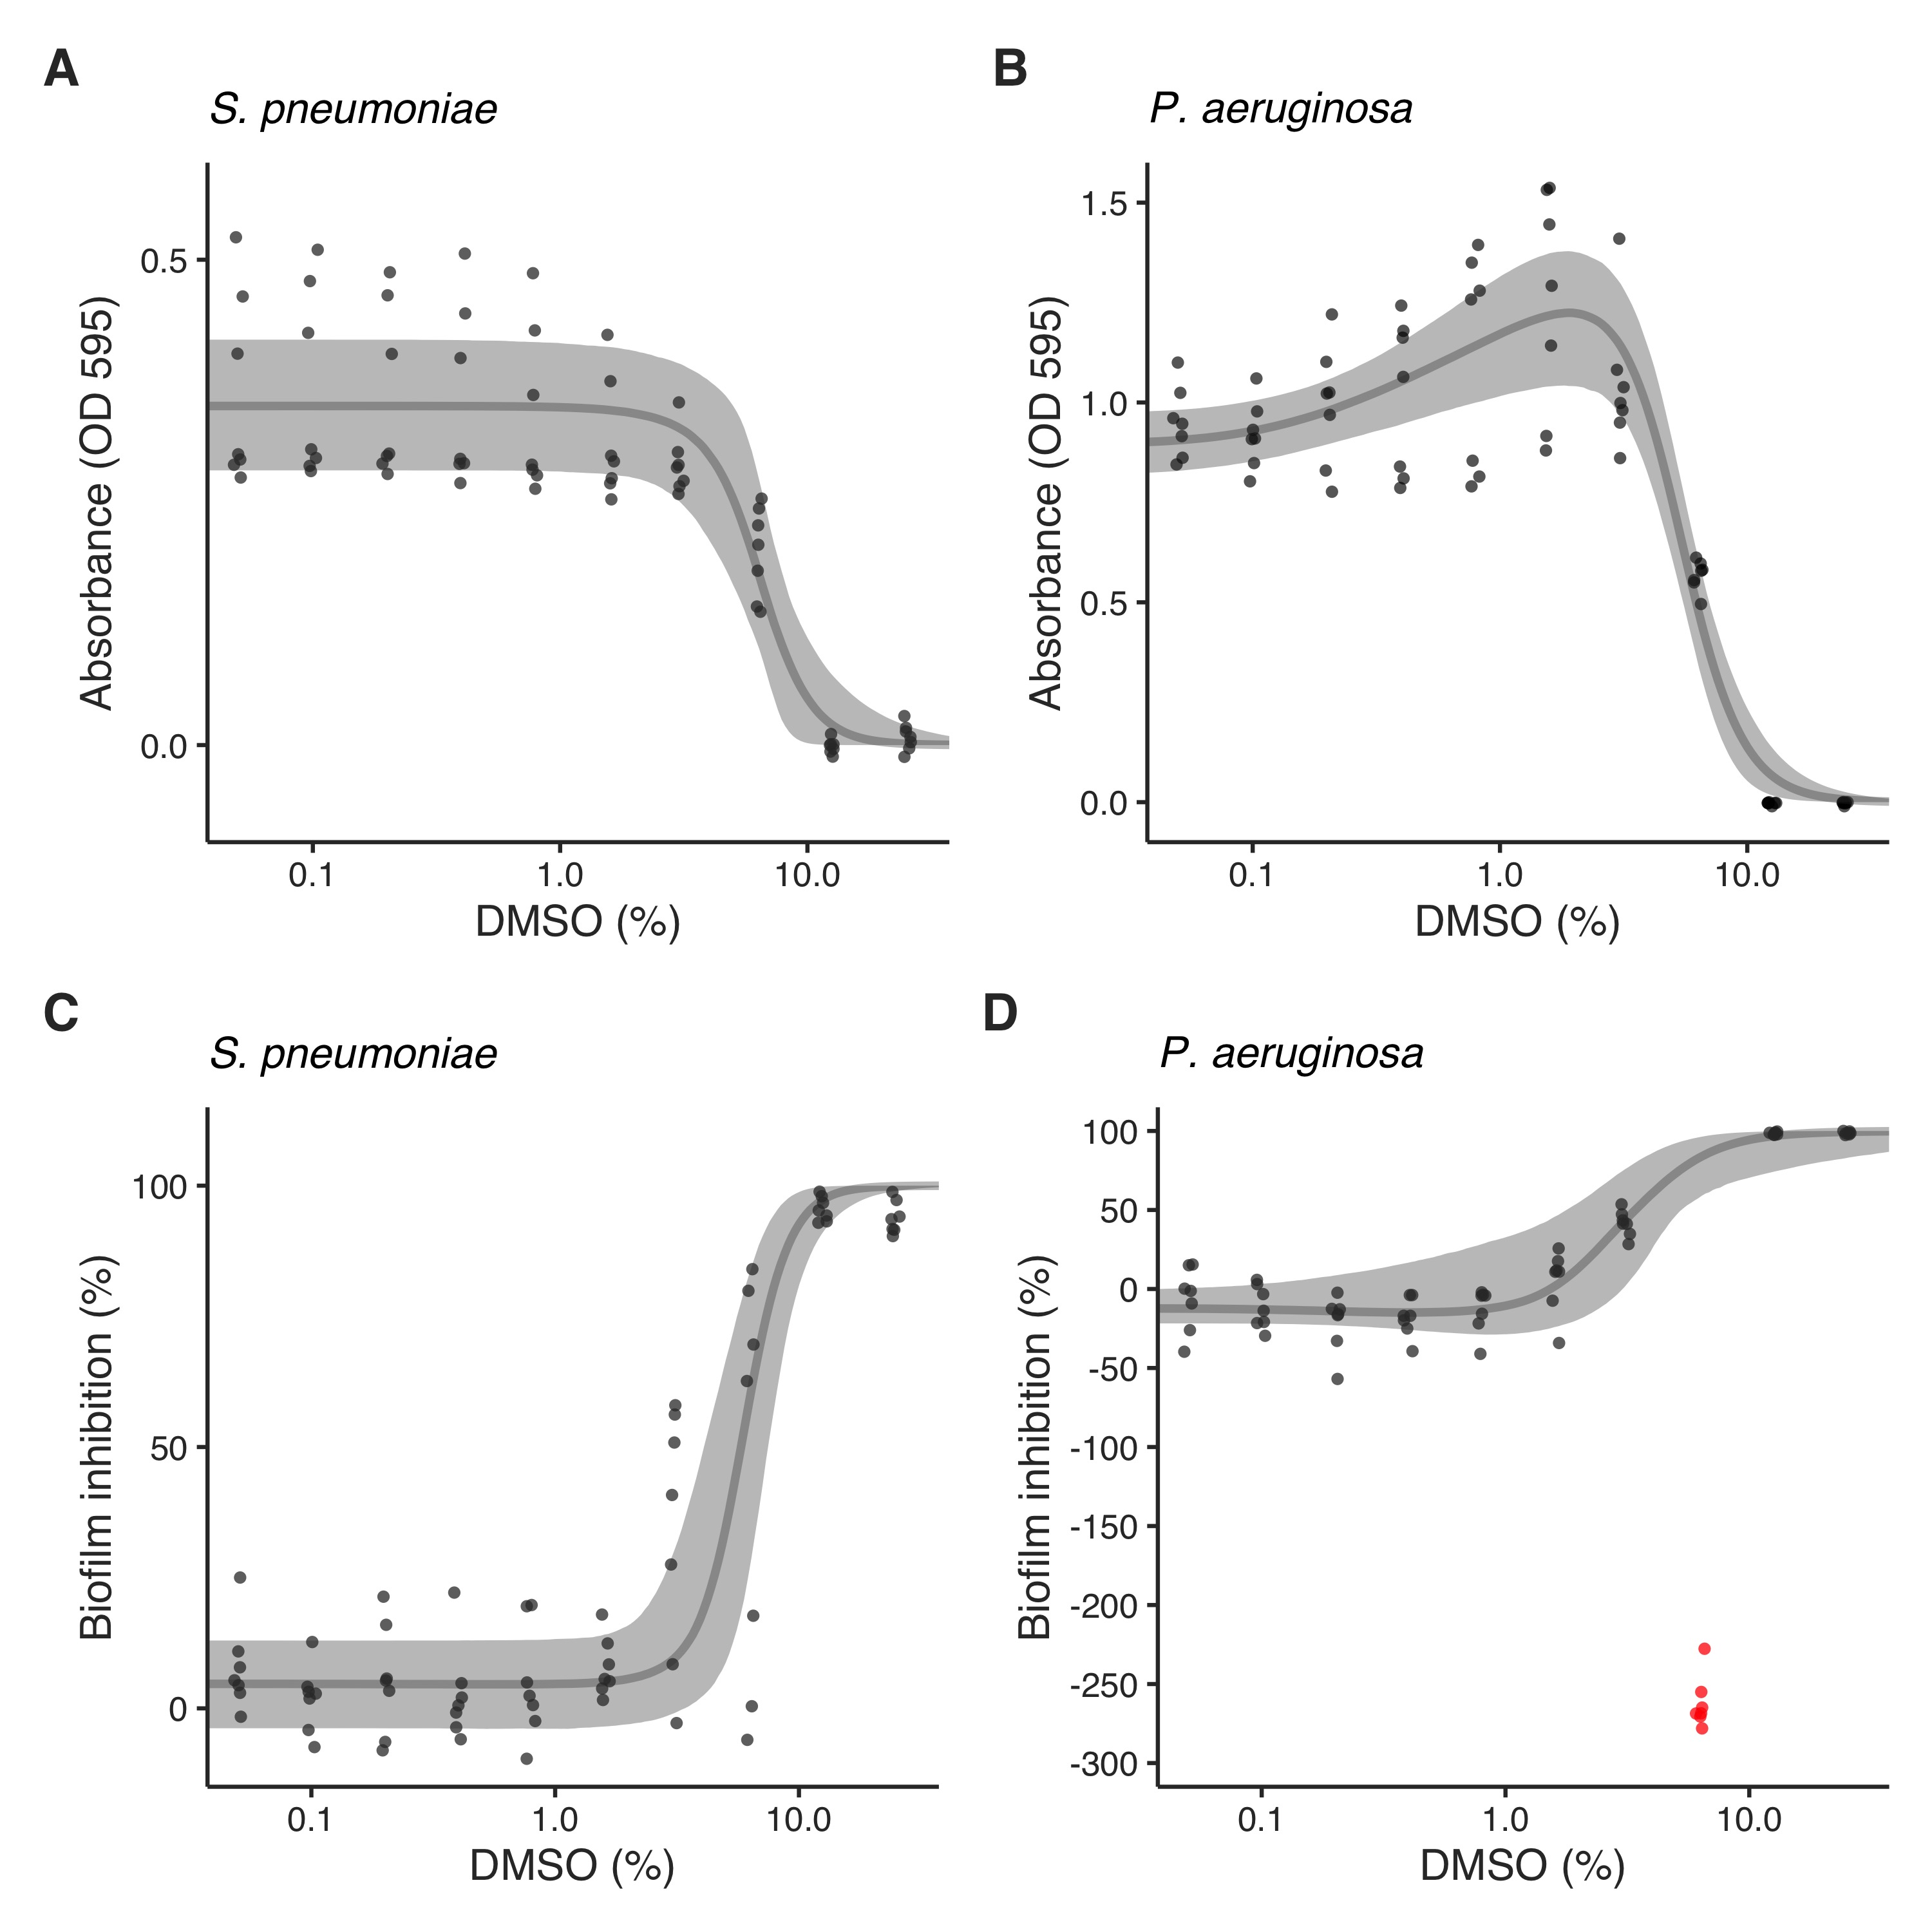 A
S. pneumoniae
Absorbance (OD 595)
0.5
0.0
0.1 1.0 10.0
DMSO (%)
B
P. aeruginosa
Absorbance (OD 595)
1.5
1.0
0.5
0.0
0.1 1.0 10.0
DMSO (%)
C
S. pneumoniae
Biofilm inhibition (%)
100
50
0
0.1 1.0 10.0
DMSO (%)
D
P. aeruginosa
Biofilm inhibition (%)
100
50
0
-50
-100
-150
-200
-250
-300
0.1 1.0 10.0
DMSO (%)